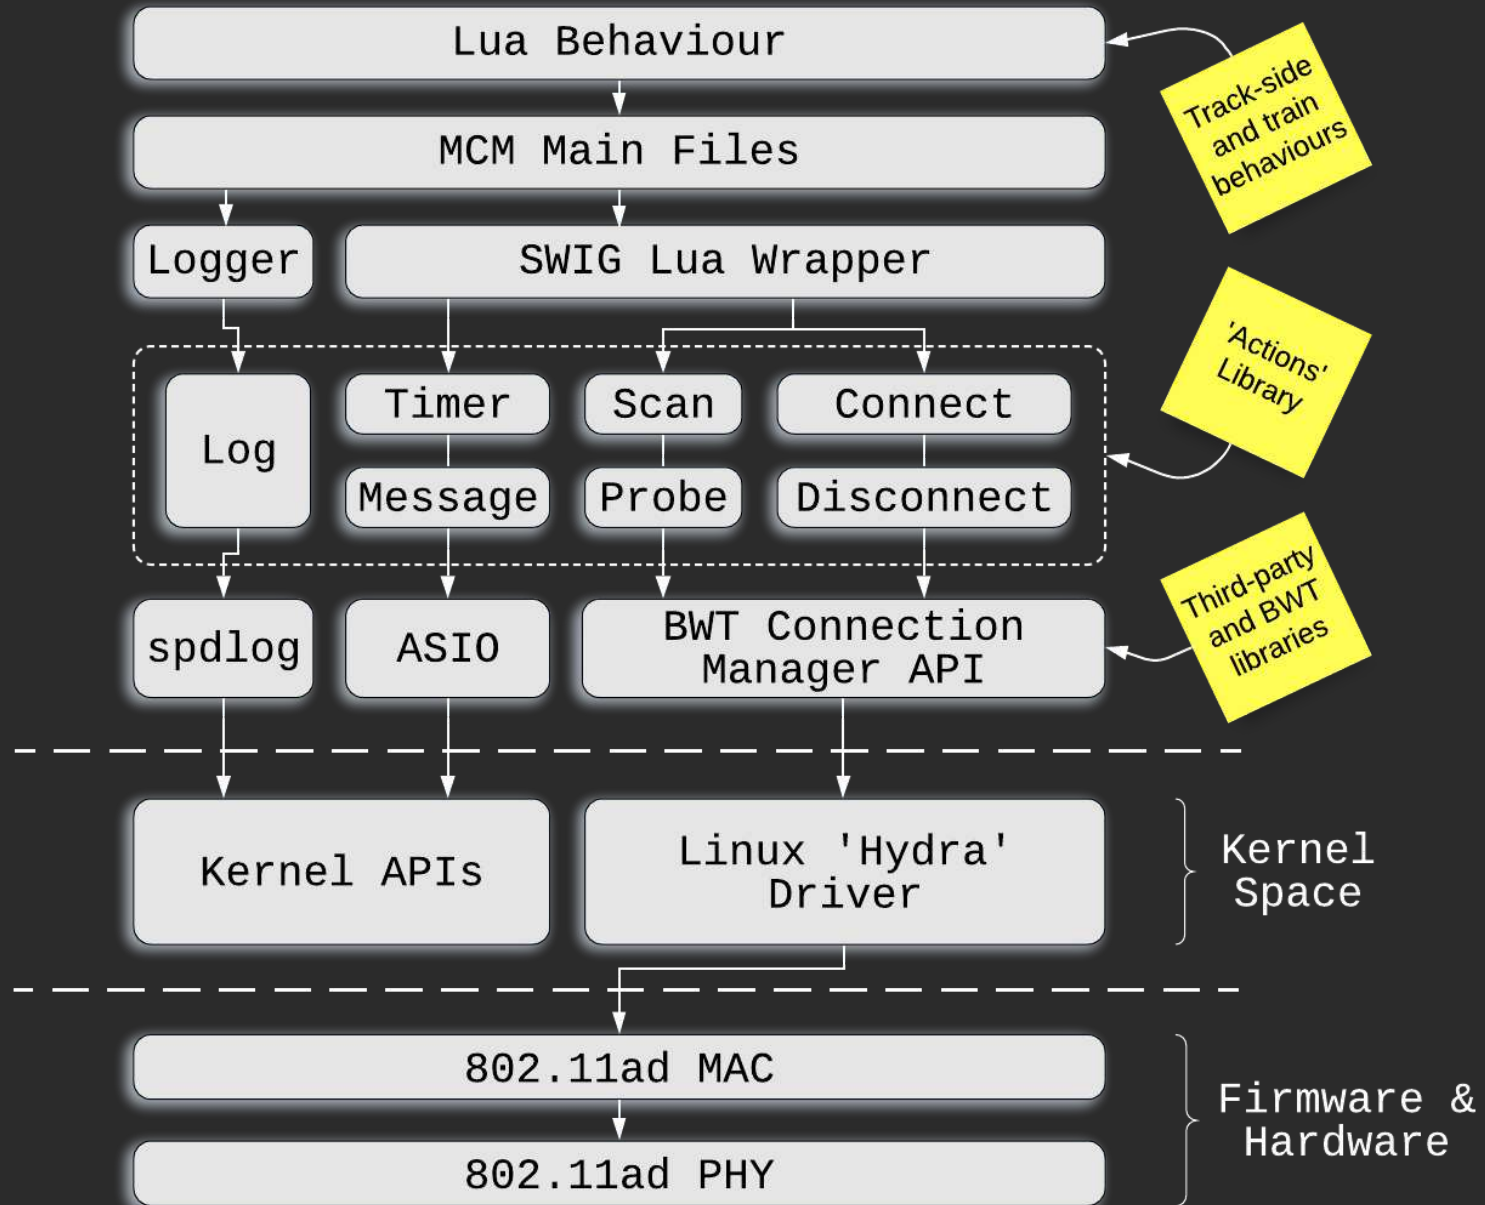 Lua Behaviour
Track-side
and train
behaviours
MCM Main Files
Logger
SWIG Lua Wrapper
'Actions'
Library
Log
Timer
Scan
Connect
Message
Probe
Disconnect
spdlog
ASIO
BWT Connection
Manager API
Third-party
and BWT
libraries
Kernel APIs
Linux 'Hydra'
Driver
Kernel
Space
802.11ad MAC
802.11ad PHY
Firmware &
Hardware